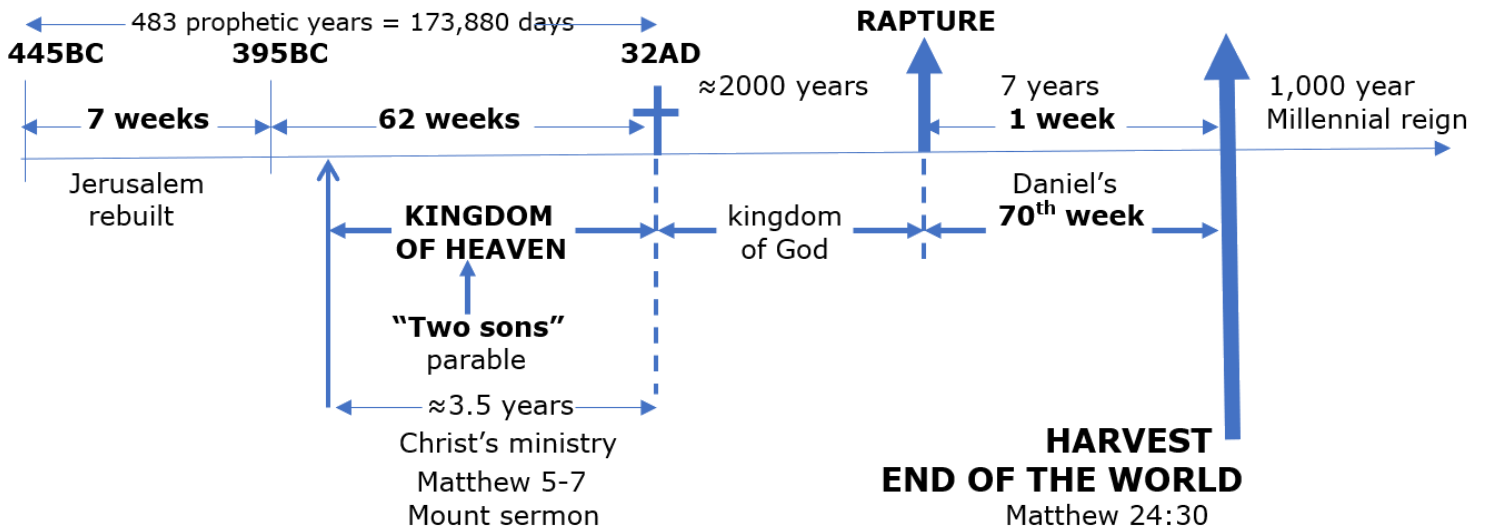 483 prophetic years = 173,880 days
RAPTURE
445BC 395BC 32AD
≈2000 years
7 years
1,000 year
7 weeks
62 weeks
1 week
Millennial reign
Jerusalem
rebuilt
Daniel’s
70th week
KINGDOM
OF HEAVEN
kingdom
of God
“Two sons”
parable
≈3.5 years
Christ’s ministry
Matthew 5-7
Mount sermon
HARVEST
END OF THE WORLD
Matthew 24:30